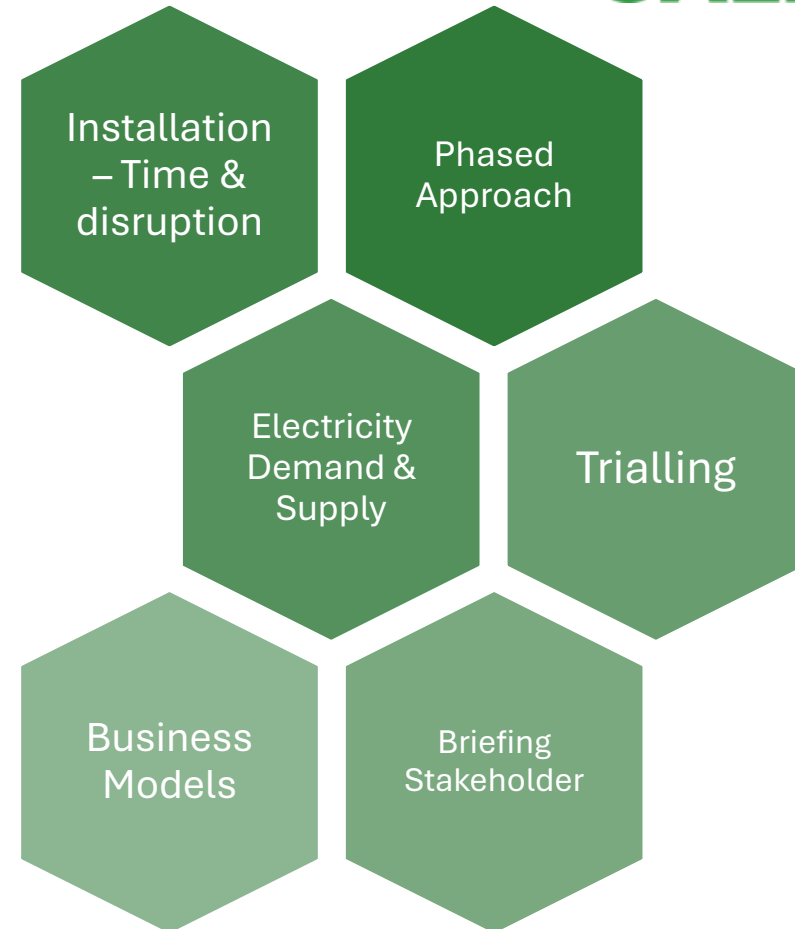 Installation
– Time &
disruption
Phased
Approach
Electricity
Demand &
Supply
Trialling
Business
Models
Briefing
Stakeholder